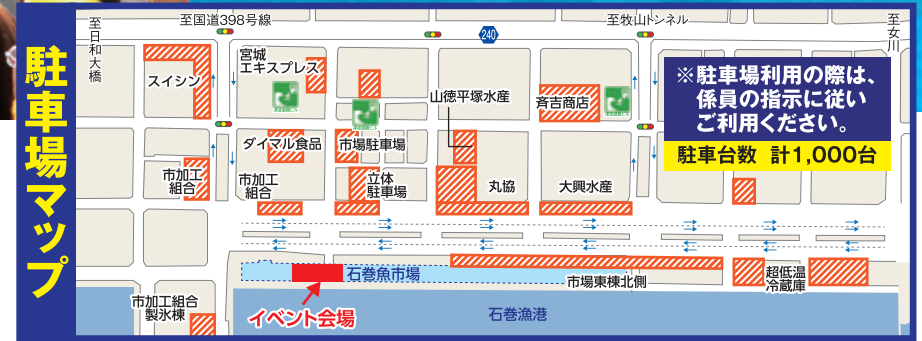 駐車場マップ
至国道398号線
至牧山トンネル
至日和大橋
至女川
240
スイシン
宮城
エキスプレス
山徳平塚水産
斉吉商店
※駐車場利用の際は、
係員の指示に従い
ご利用ください。
駐車台数 計1,000台
ダイマル食品
市場駐車場
市加工
組合
市加工
組合
立体
駐車場
丸協
大興水産
石巻魚市場
市場東棟北側
超低温
冷蔵庫
市加工組合
製氷棟
イベント会場
石巻漁港